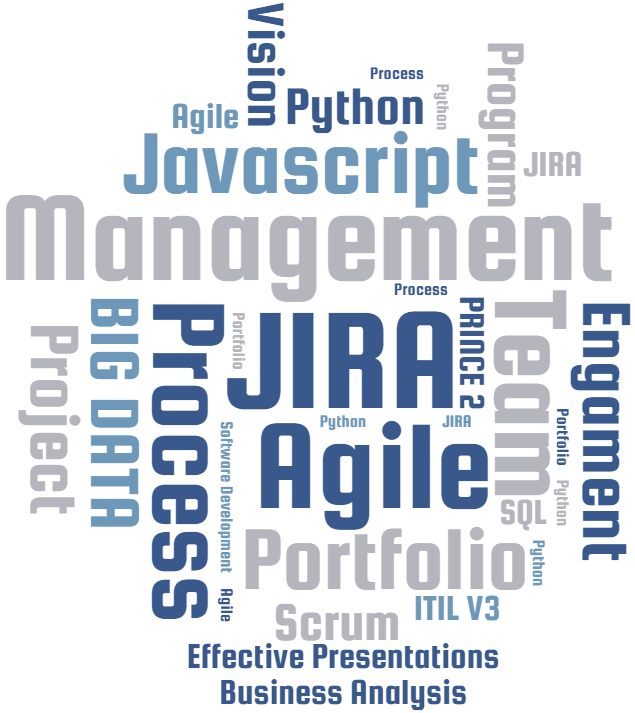 Vision
Process
Python
Python
Agile
Program
Javascript
JIRA
Management
Process
PRINCE 2
Team
Engament
BIG DATA
Process
Portfolio
JIRA
Project
Python
JIRA
Agile
Portfolio
Software Development
SQL
Python
Portfolio
Python
Agile
ITIL V3
Scrum
Effective Presentations
Business Analysis